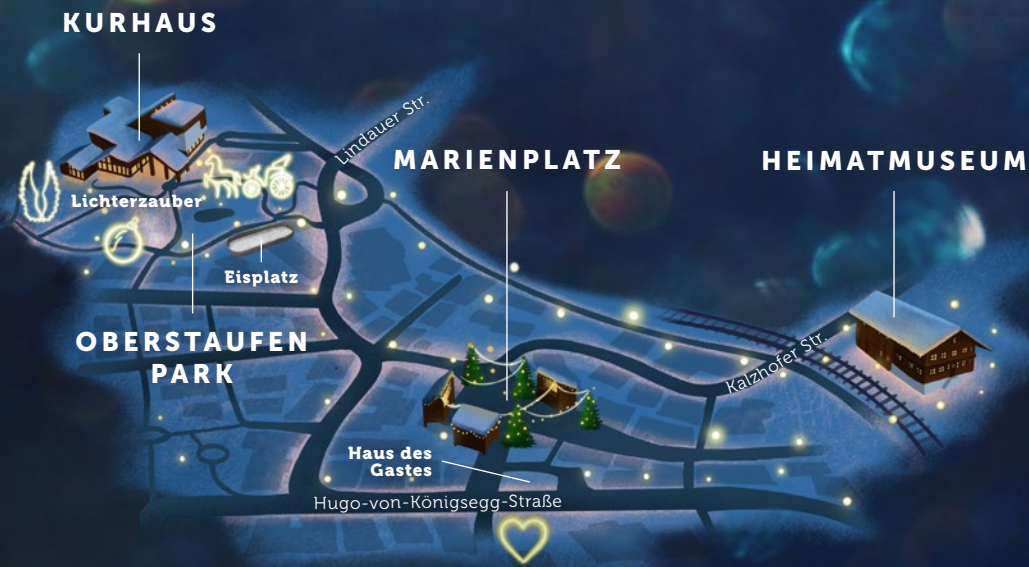 KURHAUS
Lindauer Str.
MARIENPLATZ
HEIMATMUSEUM
Lichterzauber
Eisplatz
OBERSTAUFEN
PARK
Kalzhofer Str.
Haus des
Gastes
Hugo-von-Königsegg-Straße